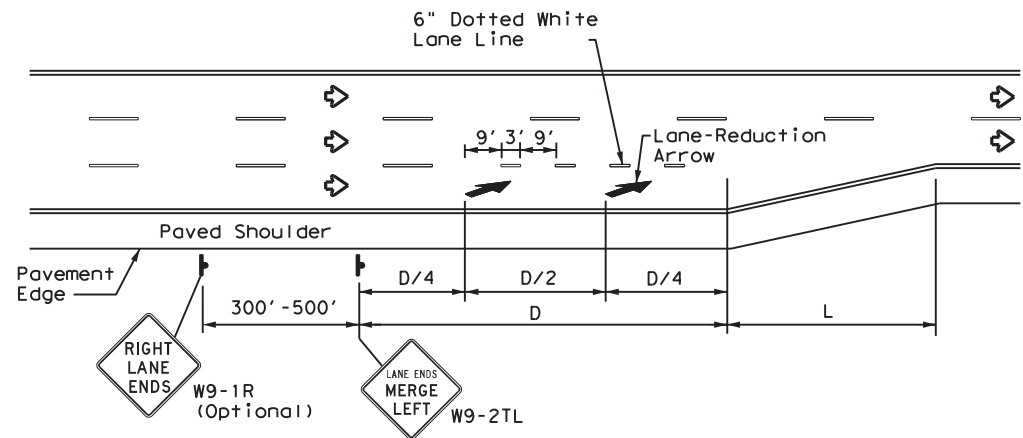 6" Dotted White
Lane Line
9' 3' 9'
Lane-Reduction
Arrow
Paved Shoulder
Pavement
Edge
D/4 D/2 D/4
300'-500' D L
RIGHT
LANE
ENDS
W9-1R
(Optional)
LANE ENDS
MERGE
LEFT
W9-2TL